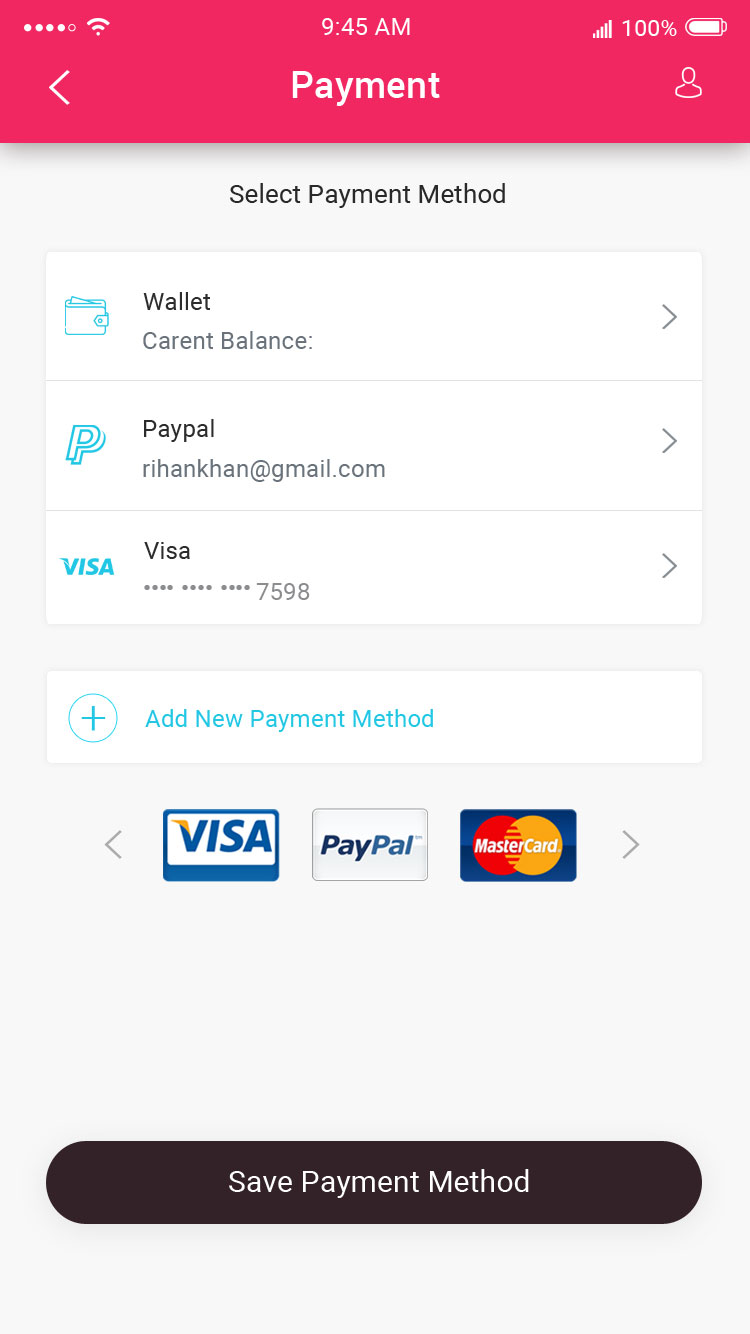 9:45 AM 100%
Payment
Select Payment Method
Wallet
Carent Balance:
Paypal
rihankhan@gmail.com
VISA Visa
•••• •••• •••• 7598
Add New Payment Method
VISA PayPal™ MasterCard
Save Payment Method